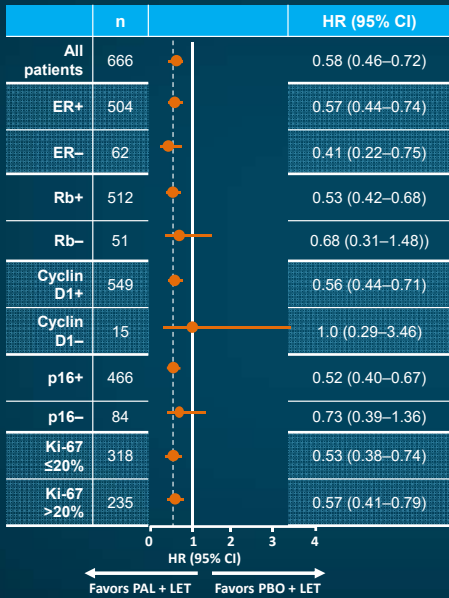 n HR (95% CI)
All patients 666 0.58 (0.46–0.72)
ER+ 504 0.57 (0.44–0.74)
ER– 62 0.41 (0.22–0.75)
Rb+ 512 0.53 (0.42–0.68)
Rb– 51 0.68 (0.31–1.48))
Cyclin D1+ 549 0.56 (0.44–0.71)
Cyclin D1– 15 1.0 (0.29–3.46)
p16+ 466 0.52 (0.40–0.67)
p16– 84 0.73 (0.39–1.36)
Ki-67 ≤20% 318 0.53 (0.38–0.74)
Ki-67 >20% 235 0.57 (0.41–0.79)
0 1 2 3 4
HR (95% CI)
Favors PAL + LET Favors PBO + LET